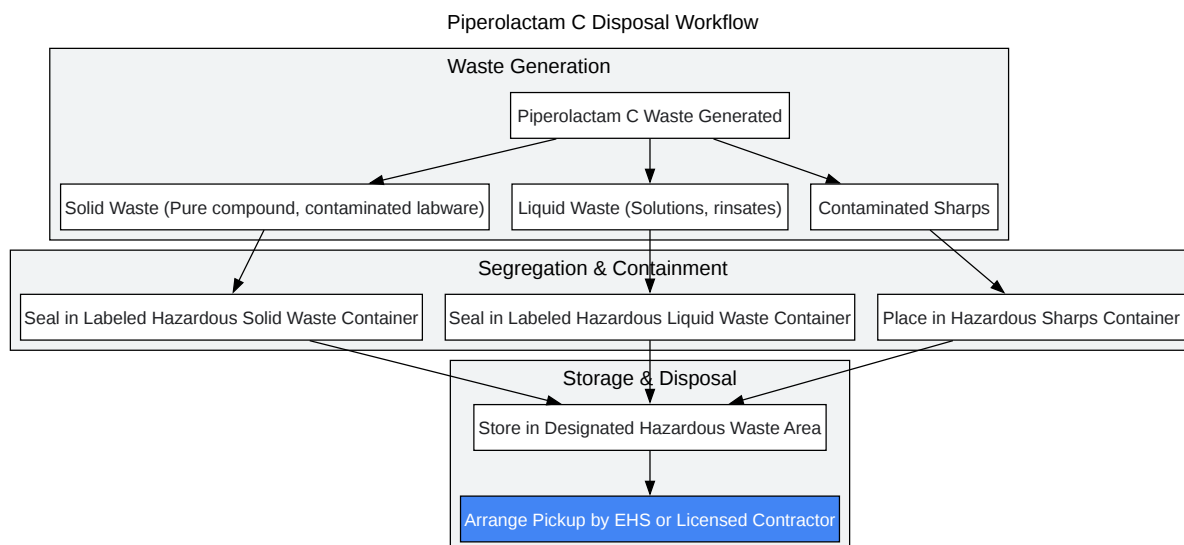 Piperolactam C Disposal Workflow
Waste Generation
Piperolactam C Waste Generated
Solid Waste (Pure compound, contaminated labware)
Liquid Waste (Solutions, rinsates)
Contaminated Sharps
Segregation & Containment
Seal in Labeled Hazardous Solid Waste Container
Seal in Labeled Hazardous Liquid Waste Container
Place in Hazardous Sharps Container
Storage & Disposal
Store in Designated Hazardous Waste Area
Arrange Pickup by EHS or Licensed Contractor